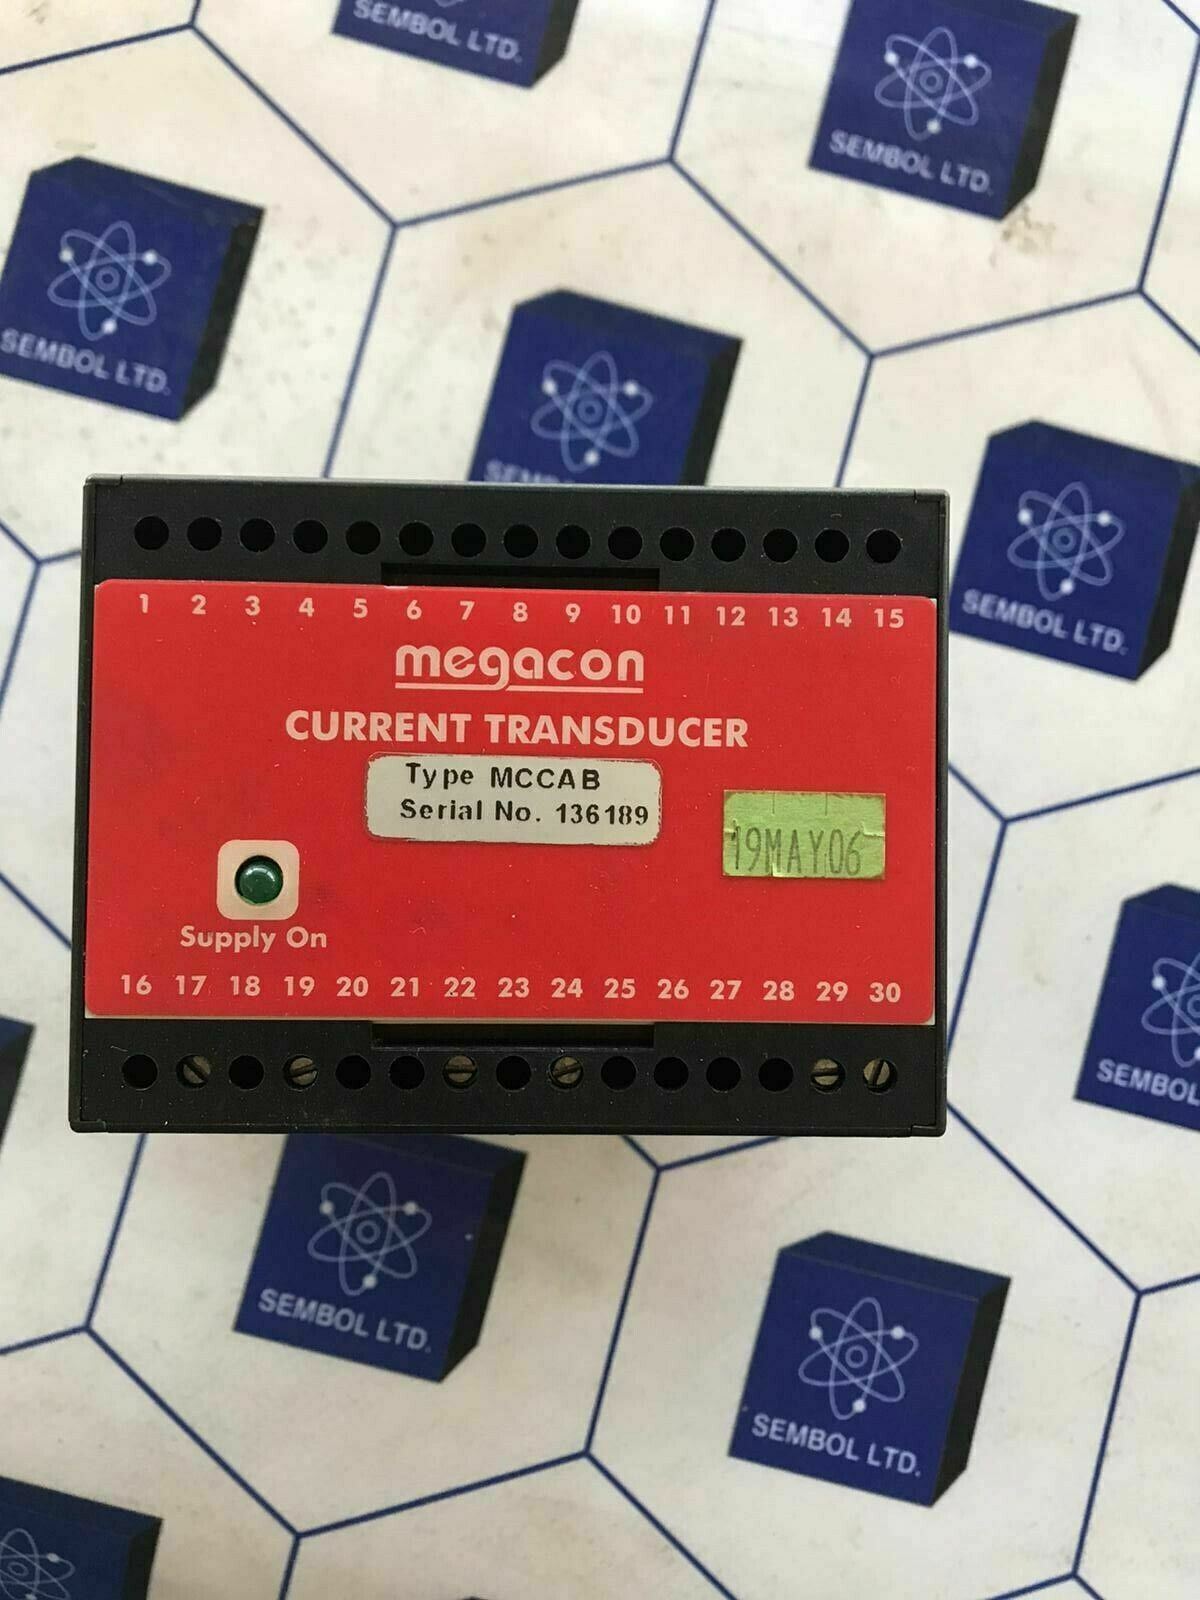 SEMBOL LTD.
SEMBOL LTD.
SEMBOL LTD.
SEMBOL LTD.
1 2 3 4 5 6 7 8 9 10 11 12 13 14 15
megacon
CURRENT TRANSDUCER
Type MCCAB
Serial No. 136189
19MAY06
Supply On
16 17 18 19 20 21 22 23 24 25 26 27 28 29 30
SEMBOL LTD.
SEMBOL LTD.